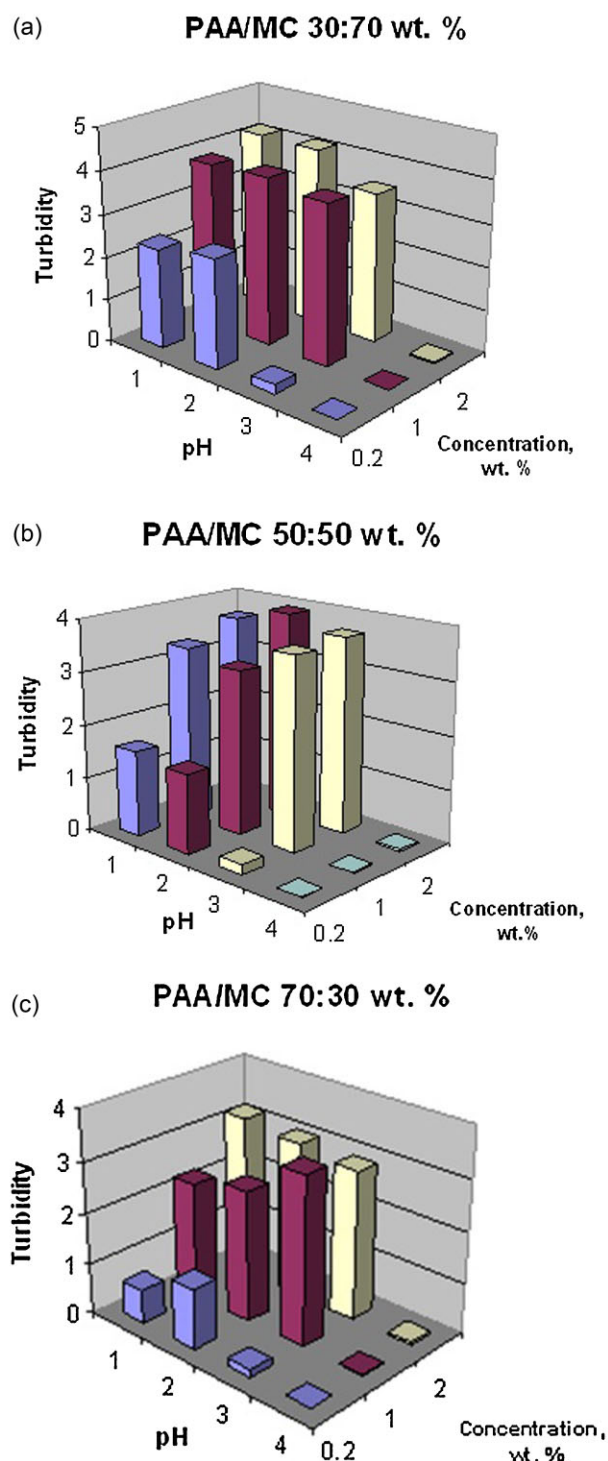 (a) PAA/MC 30:70 wt. %
5
4
3
2
1
0
Turbidity
1
2
3
4
pH
0.2
1
2
Concentration,
wt. %
(b) PAA/MC 50:50 wt. %
4
3
2
1
0
Turbidity
1
2
3
4
pH
0.2
1
2
Concentration,
wt.%
(c) PAA/MC 70:30 wt. %
4
3
2
1
0
Turbidity
1
2
3
4
pH
0.2
1
2
Concentration,
wt. %